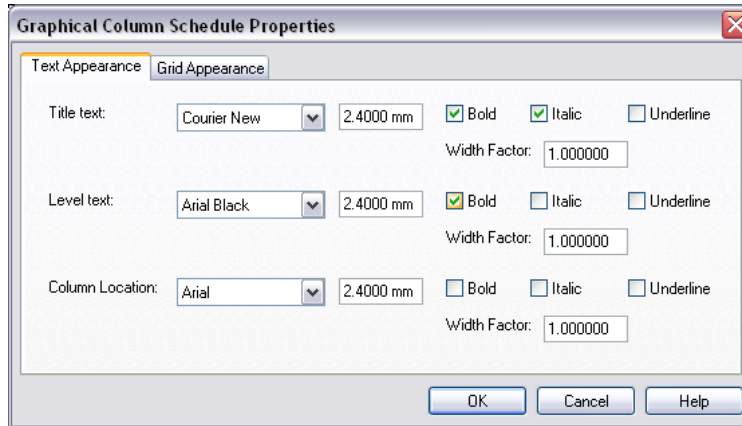 Graphical Column Schedule Properties
Text Appearance Grid Appearance
Title text: Courier New 2.4000 mm Bold Italic Underline
Width Factor: 1.000000
Level text: Arial Black 2.4000 mm Bold Italic Underline
Width Factor: 1.000000
Column Location: Arial 2.4000 mm Bold Italic Underline
Width Factor: 1.000000
OK Cancel Help